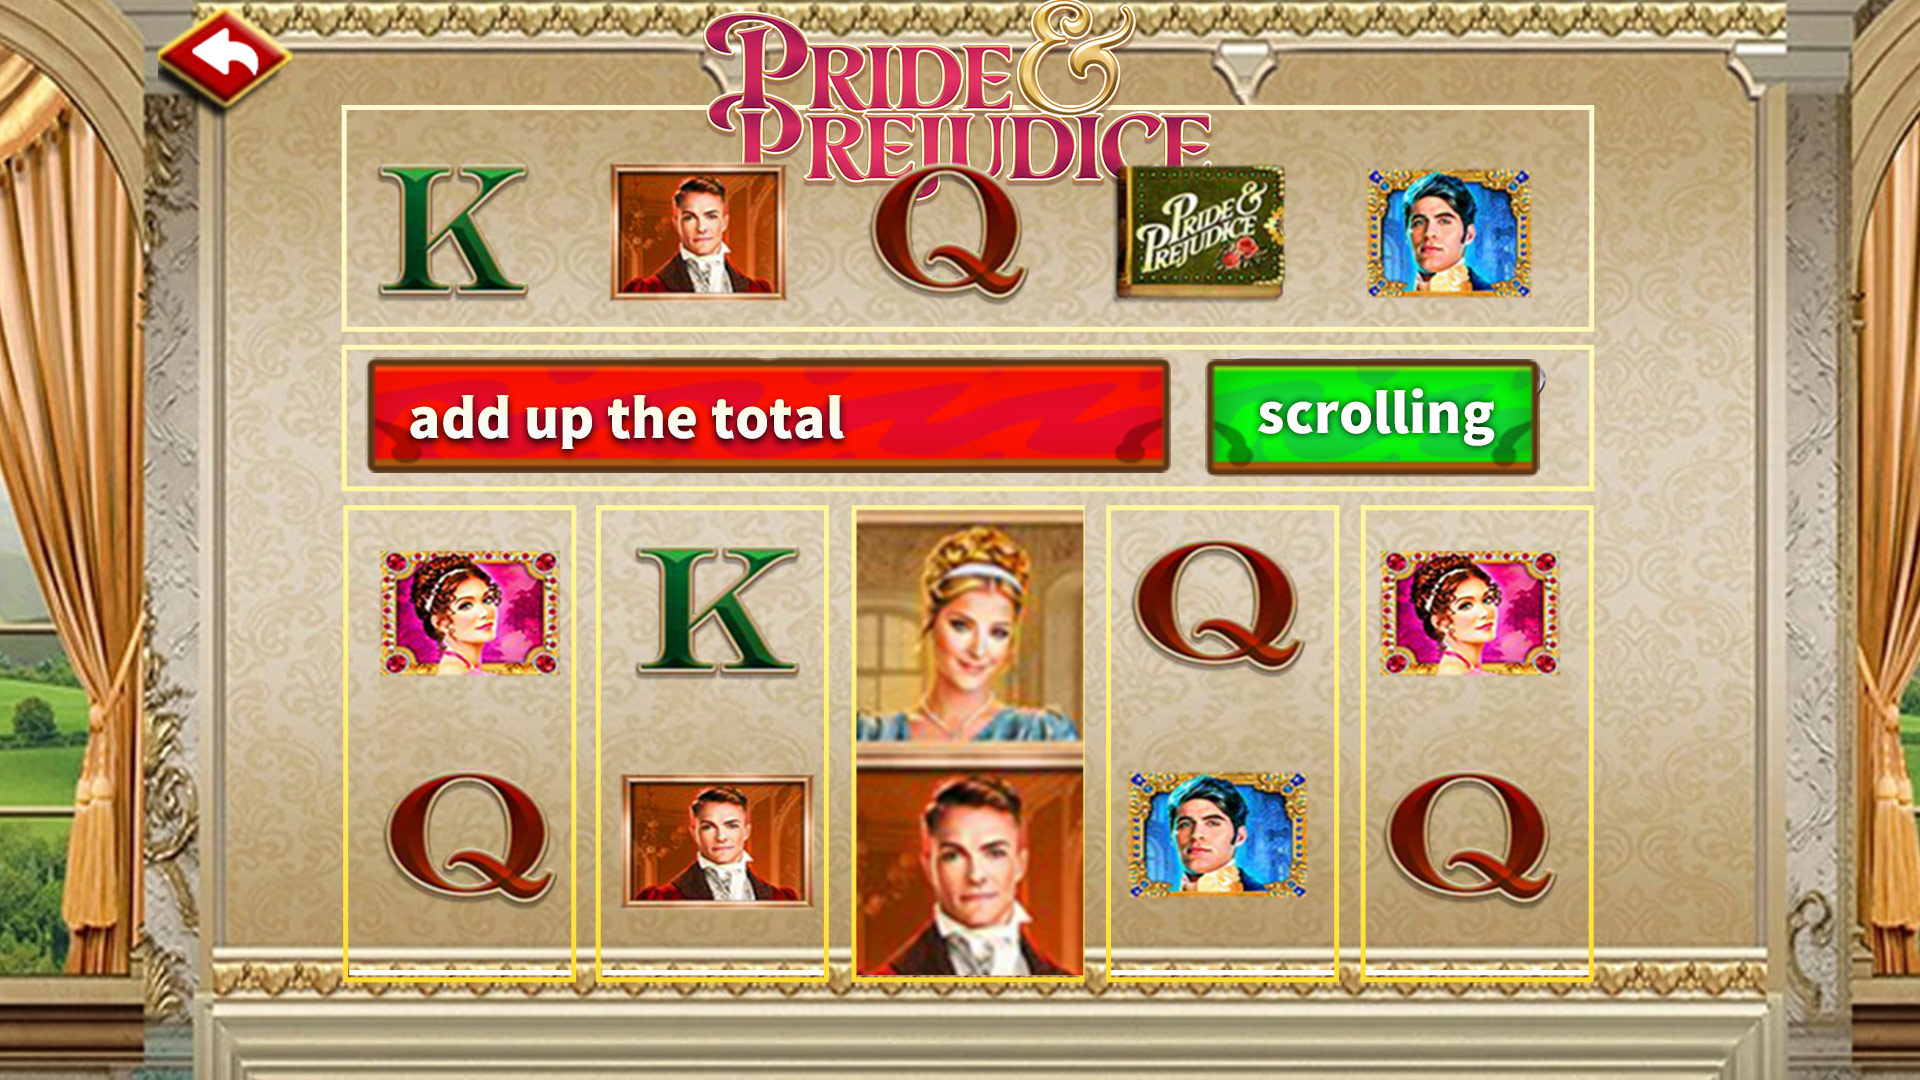 PRIDE &
PREJUDICE
K
Q
PRIDE &
PREJUDICE
add up the total
scrolling
K
Q
Q
Q